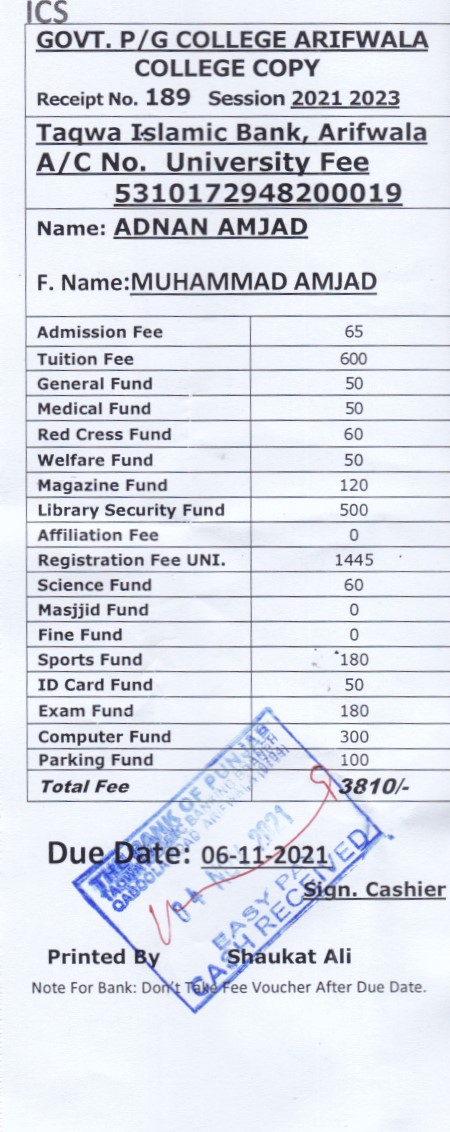 ICS
GOVT. P/G COLLEGE ARIFWALA
COLLEGE COPY
Receipt No. 189 Session 2021 2023
Taqwa Islamic Bank, Arifwala
A/C No. University Fee
5310172948200019
Name: ADNAN AMJAD
F. Name:MUHAMMAD AMJAD
Admission Fee 65
Tuition Fee 600
General Fund 50
Medical Fund 50
Red Cress Fund 60
Welfare Fund 50
Magazine Fund 120
Library Security Fund 500
Affiliation Fee 0
Registration Fee UNI. 1445
Science Fund 60
Masjjid Fund 0
Fine Fund 0
Sports Fund 180
ID Card Fund 50
Exam Fund 180
Computer Fund 300
Parking Fund 100
Total Fee 3810/-
THE BANK OF PUNJAB
04 NOV 2021
EASY PAY
CASH RECEIVED
Due Date: 06-11-2021
Sign. Cashier
Printed By Shaukat Ali
Note For Bank: Don't Take Fee Voucher After Due Date.